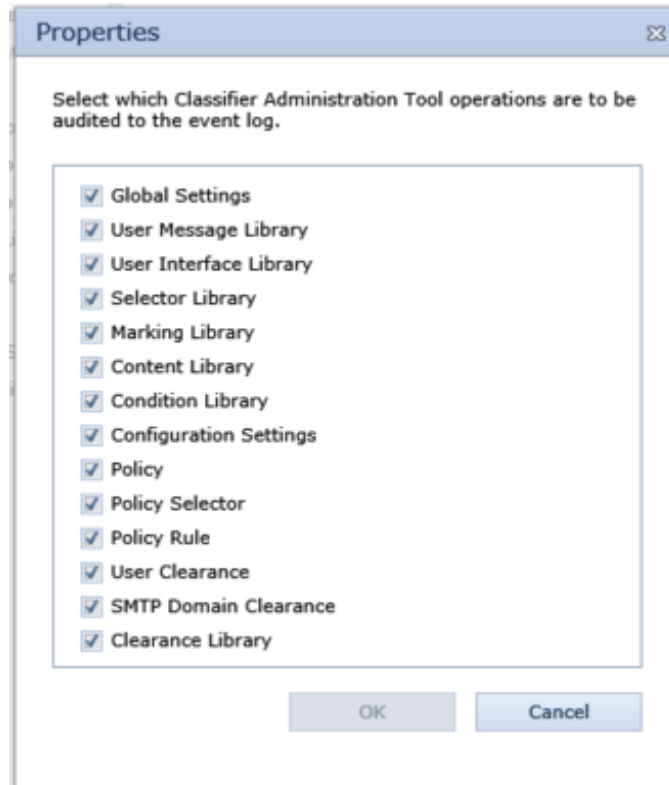 Properties
Select which Classifier Administration Tool operations are to be
audited to the event log.
Global Settings
User Message Library
User Interface Library
Selector Library
Marking Library
Content Library
Condition Library
Configuration Settings
Policy
Policy Selector
Policy Rule
User Clearance
SMTP Domain Clearance
Clearance Library
OK Cancel